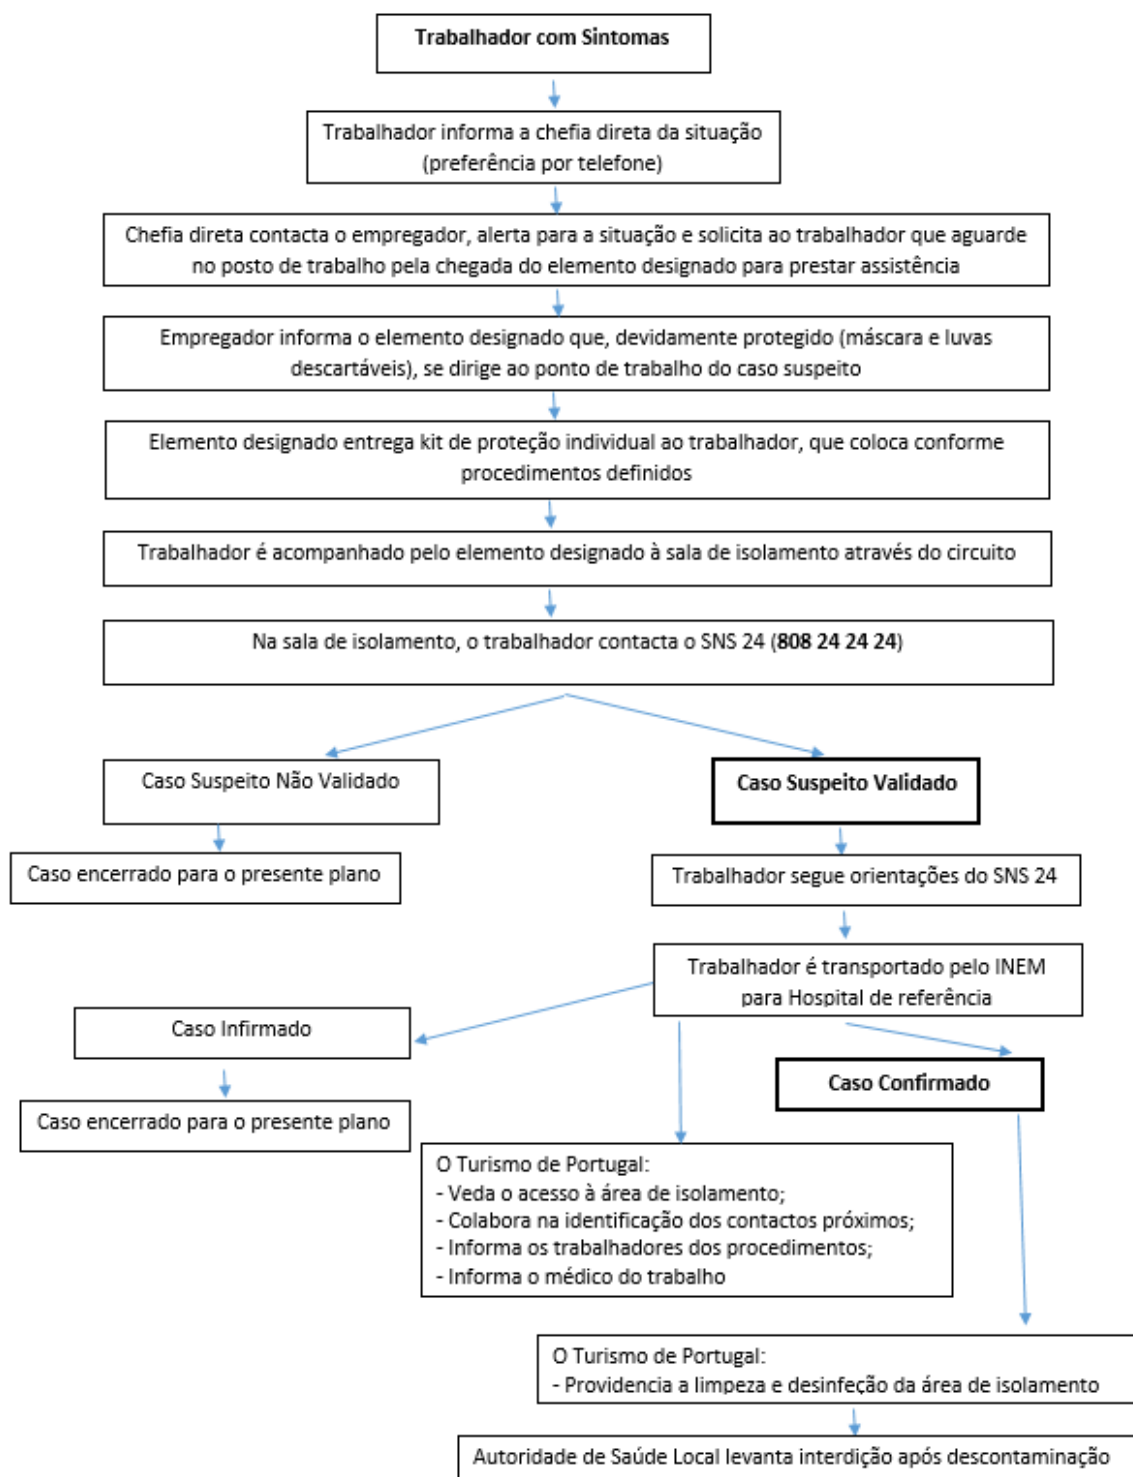 Trabalhador com Sintomas
Trabalhador informa a chefia direta da situação
(preferência por telefone)
Chefia direta contacta o empregador, alerta para a situação e solicita ao trabalhador que aguarde
no posto de trabalho pela chegada do elemento designado para prestar assistência
Empregador informa o elemento designado que, devidamente protegido (máscara e luvas
descartáveis), se dirige ao ponto de trabalho do caso suspeito
Elemento designado entrega kit de proteção individual ao trabalhador, que coloca conforme
procedimentos definidos
Trabalhador é acompanhado pelo elemento designado à sala de isolamento através do circuito
Na sala de isolamento, o trabalhador contacta o SNS 24 (808 24 24 24)
Caso Suspeito Não Validado
Caso Suspeito Validado
Caso encerrado para o presente plano
Trabalhador segue orientações do SNS 24
Trabalhador é transportado pelo INEM
para Hospital de referência
Caso Infirmado
Caso Confirmado
Caso encerrado para o presente plano
O Turismo de Portugal:
- Veda o acesso à área de isolamento;
- Colabora na identificação dos contactos próximos;
- Informa os trabalhadores dos procedimentos;
- Informa o médico do trabalho
O Turismo de Portugal:
- Providencia a limpeza e desinfeção da área de isolamento
Autoridade de Saúde Local levanta interdição após descontaminação